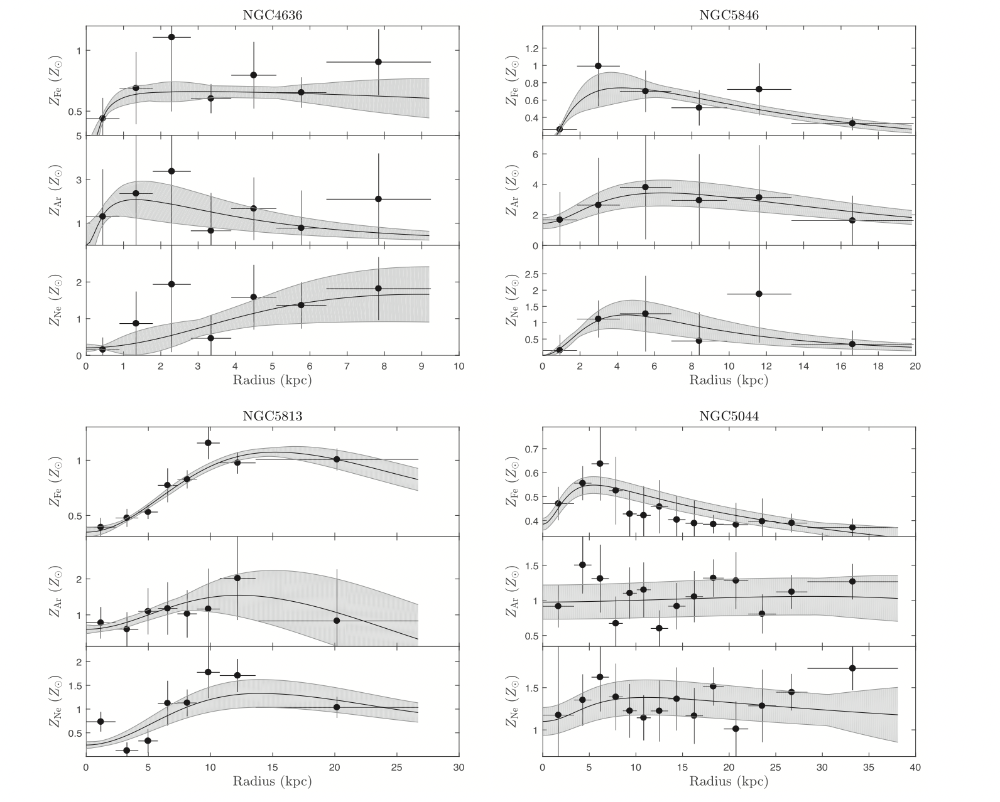 NGC4636
Z_Fe (Z_⊙)
1
0.5
Z_Ar (Z_⊙)
5
3
1
Z_Ne (Z_⊙)
2
1
0
0 1 2 3 4 5 6 7 8 9 10
Radius (kpc)
NGC5846
Z_Fe (Z_⊙)
1.2
1
0.8
0.6
0.4
Z_Ar (Z_⊙)
6
4
2
0
Z_Ne (Z_⊙)
2.5
2
1.5
1
0.5
0 2 4 6 8 10 12 14 16 18 20
Radius (kpc)
NGC5813
Z_Fe (Z_⊙)
1
0.5
Z_Ar (Z_⊙)
2
1
Z_Ne (Z_⊙)
2
1.5
1
0.5
0 5 10 15 20 25 30
Radius (kpc)
NGC5044
Z_Fe (Z_⊙)
0.7
0.6
0.5
0.4
Z_Ar (Z_⊙)
1.5
1
0.5
Z_Ne (Z_⊙)
1.5
1
0 5 10 15 20 25 30 35 40
Radius (kpc)